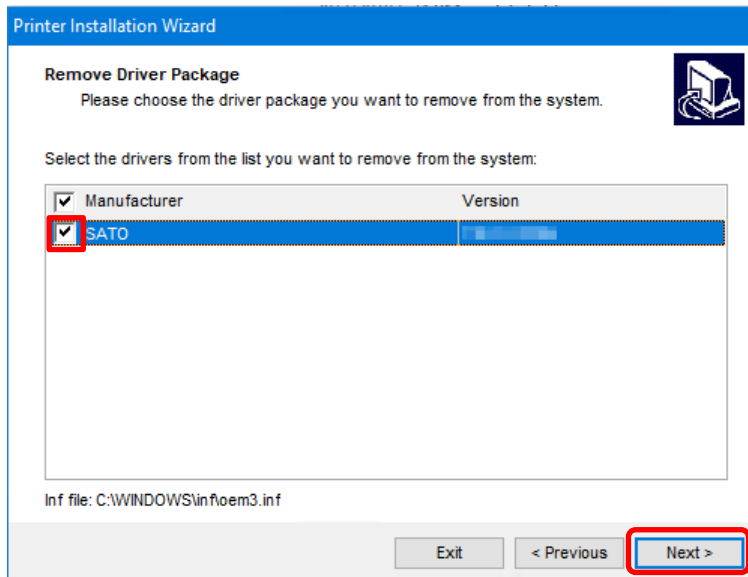 Printer Installation Wizard
Remove Driver Package
Please choose the driver package you want to remove from the system.
Select the drivers from the list you want to remove from the system:
Manufacturer Version
SATO
Inf file: C:\WINDOWS\inf\oem3.inf
Exit < Previous Next >